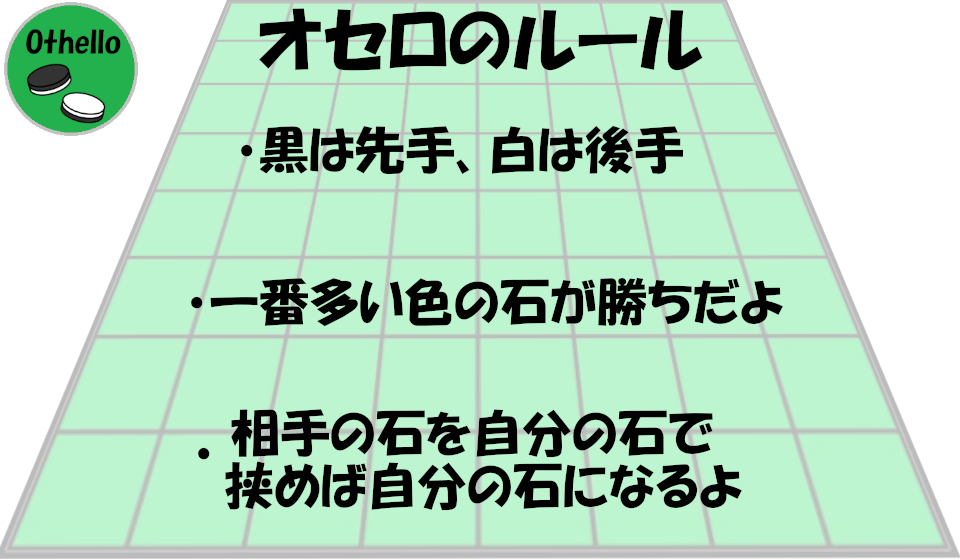 Othello
オセロのルール
・黒は先手、白は後手
・一番多い色の石が勝ちだよ
・相手の石を自分の石で
挟めば自分の石になるよ